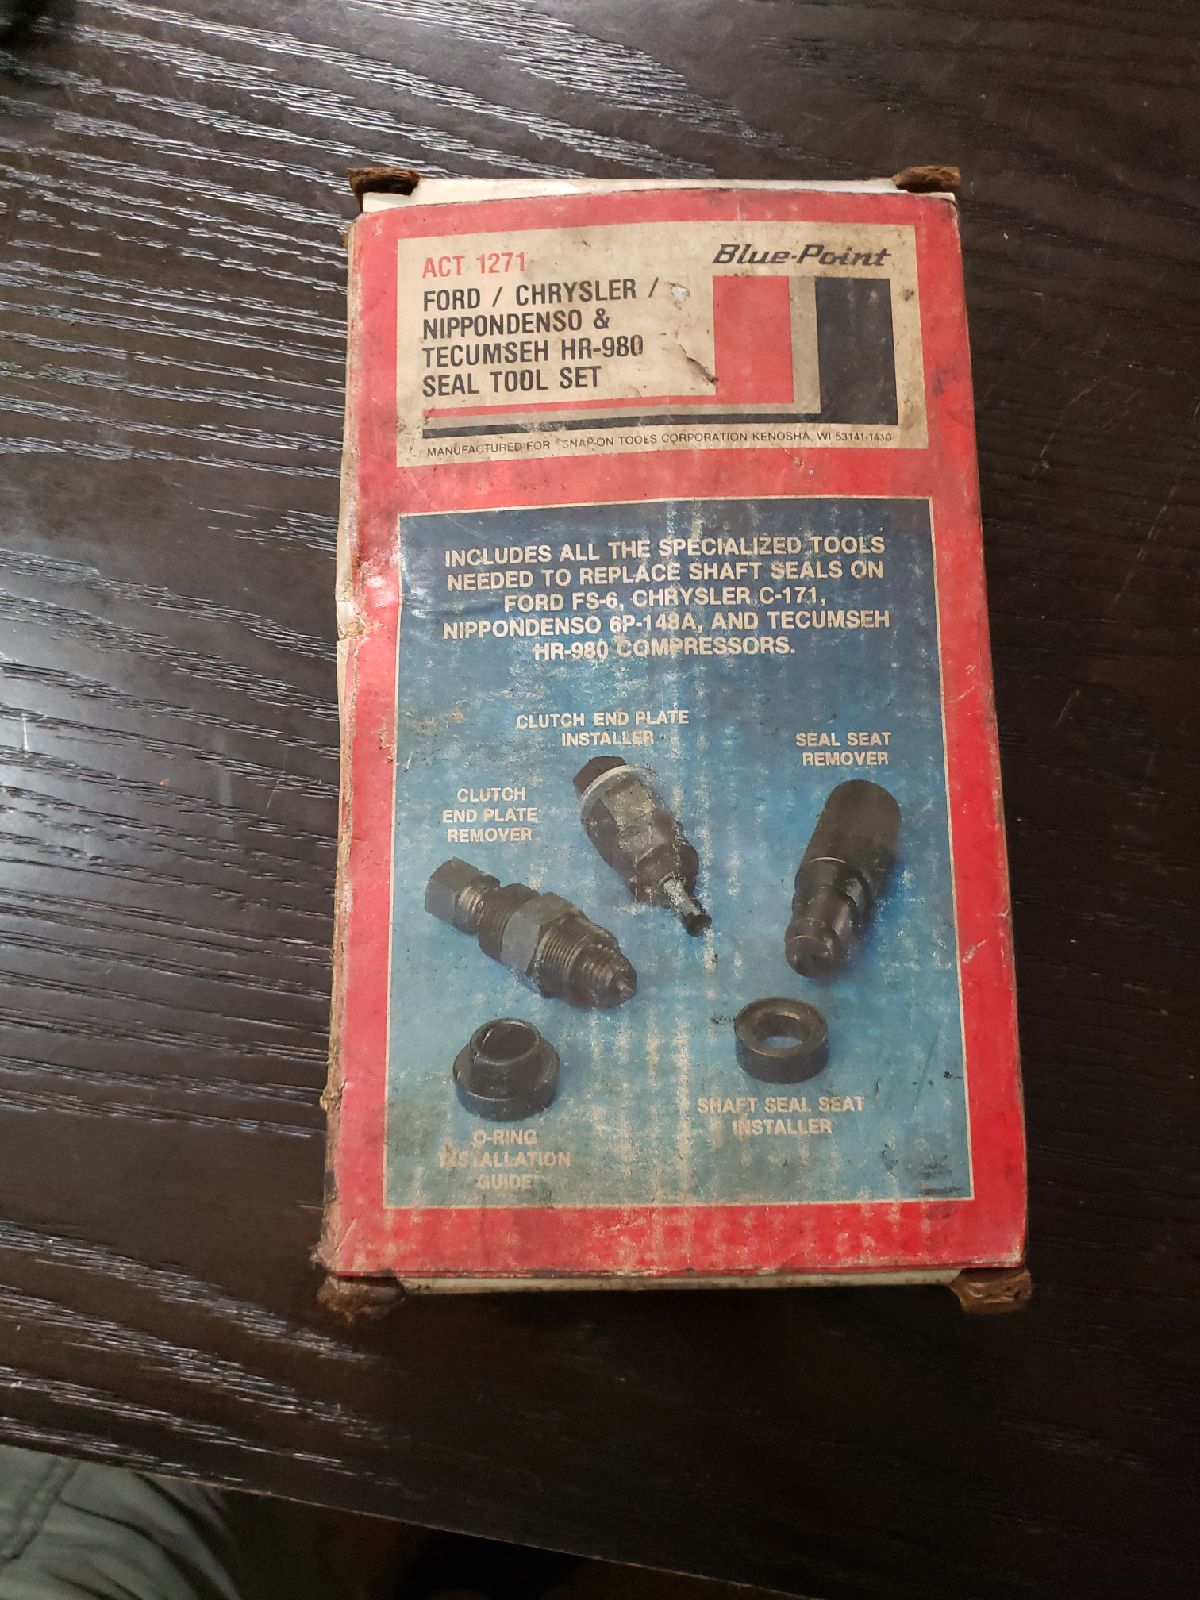 ACT 1271
Blue-Point
FORD / CHRYSLER /
NIPPONDENSO &
TECUMSEH HR-980
SEAL TOOL SET
MANUFACTURED FOR SNAP-ON TOOLS CORPORATION KENOSHA, WI 53141-1430
INCLUDES ALL THE SPECIALIZED TOOLS
NEEDED TO REPLACE SHAFT SEALS ON
FORD FS-6, CHRYSLER C-171,
NIPPONDENSO 6P-148A, AND TECUMSEH
HR-980 COMPRESSORS.
CLUTCH END PLATE
INSTALLER
SEAL SEAT
REMOVER
CLUTCH
END PLATE
REMOVER
SHAFT SEAL SEAT
INSTALLER
O-RING
INSTALLATION
GUIDE